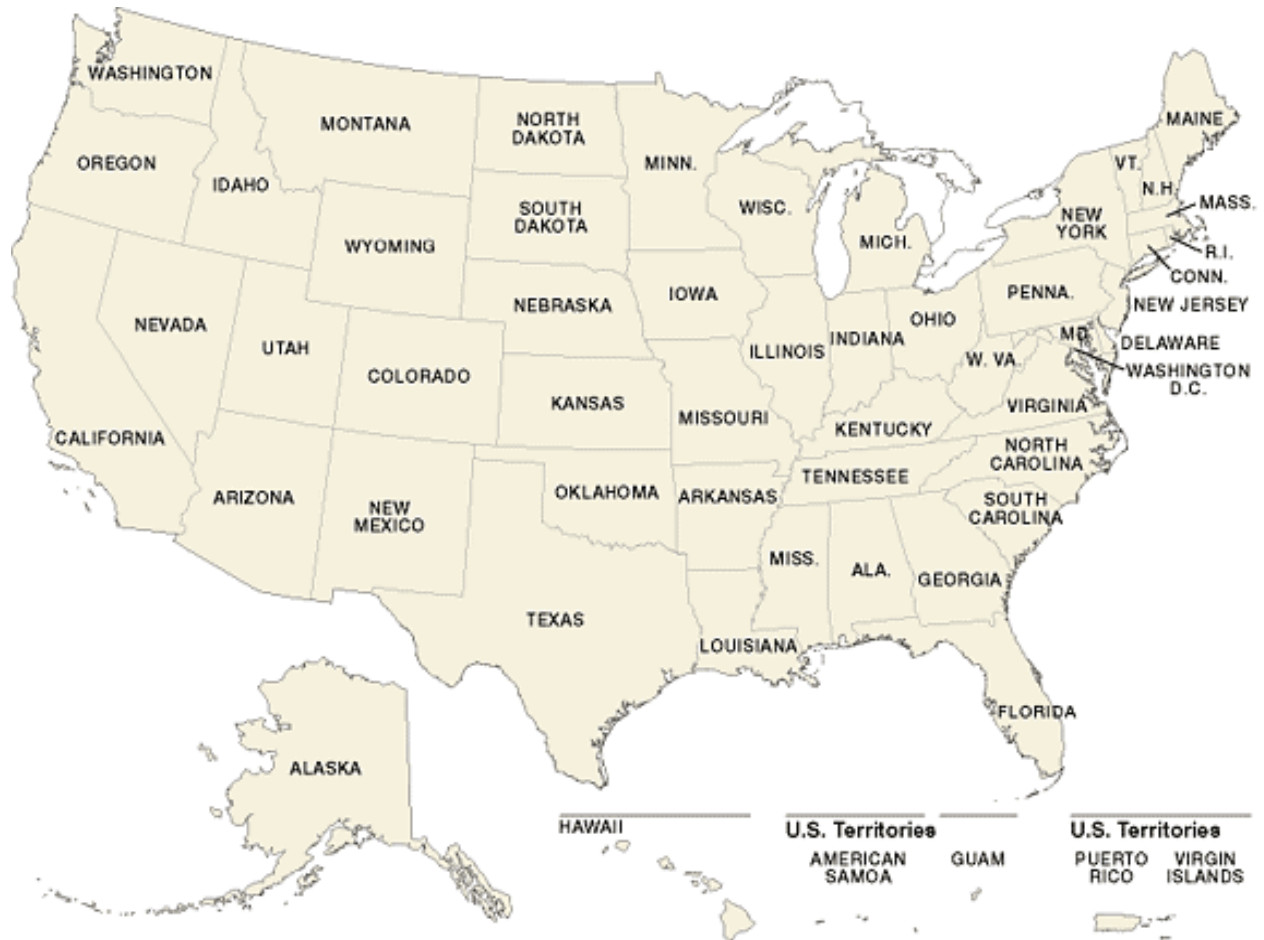 WASHINGTON
MONTANA
NORTH
DAKOTA
MINN.
MAINE
OREGON
IDAHO
VT.
N.H.
WISC.
MASS.
SOUTH
DAKOTA
NEW
YORK
MICH.
WYOMING
R.I.
CONN.
IOWA
PENNA.
NEBRASKA
NEW JERSEY
OHIO
NEVADA
INDIANA
MD.
DELAWARE
UTAH
ILLINOIS
W. VA.
WASHINGTON
D.C.
COLORADO
KANSAS
VIRGINIA
MISSOURI
KENTUCKY
CALIFORNIA
NORTH
CAROLINA
TENNESSEE
ARIZONA
OKLAHOMA
ARKANSAS
NEW
MEXICO
SOUTH
CAROLINA
MISS.
ALA.
GEORGIA
TEXAS
LOUISIANA
FLORIDA
ALASKA
HAWAII
U.S. Territories
AMERICAN
SAMOA
GUAM
U.S. Territories
PUERTO
RICO
VIRGIN
ISLANDS